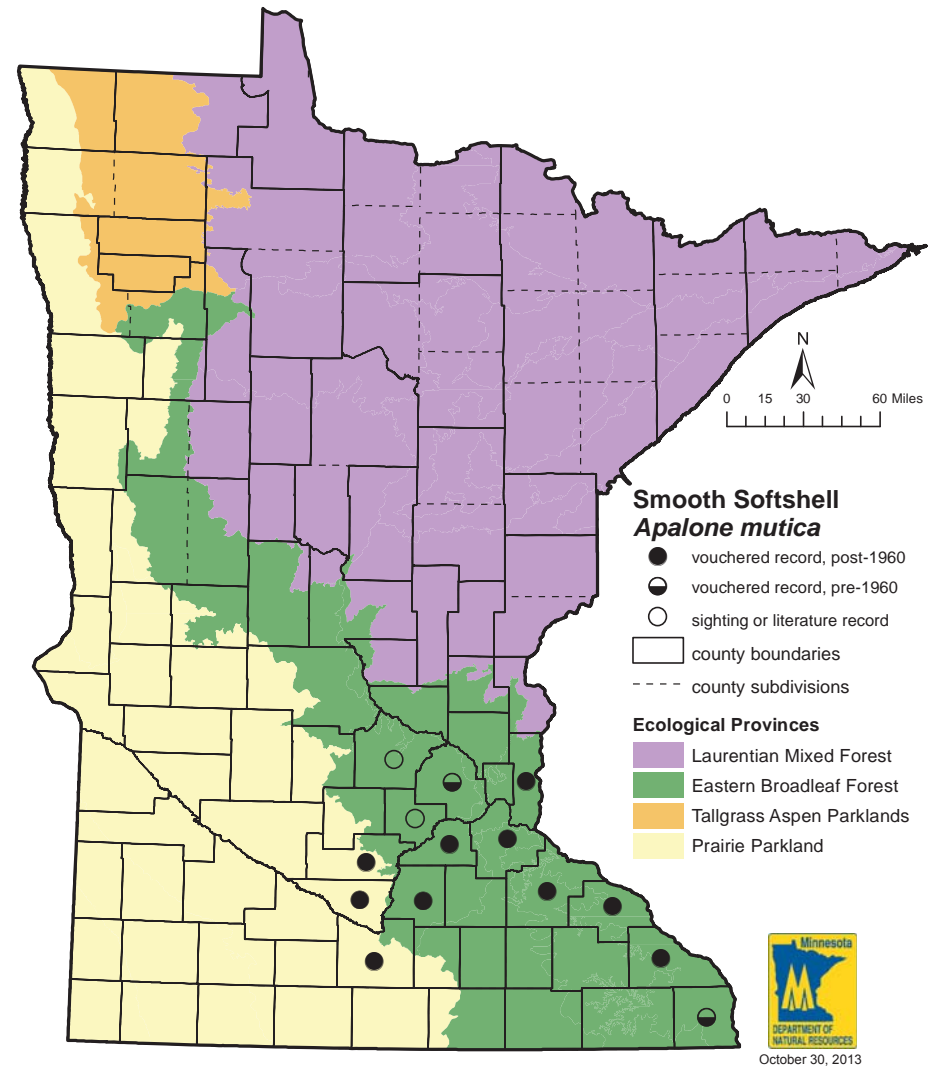 N
0 15 30 60 Miles
Smooth Softshell
Apalone mutica
vouchered record, post-1960
vouchered record, pre-1960
sighting or literature record
county boundaries
county subdivisions
Ecological Provinces
Laurentian Mixed Forest
Eastern Broadleaf Forest
Tallgrass Aspen Parklands
Prairie Parkland
Minnesota
M
DEPARTMENT OF
NATURAL RESOURCES
October 30, 2013